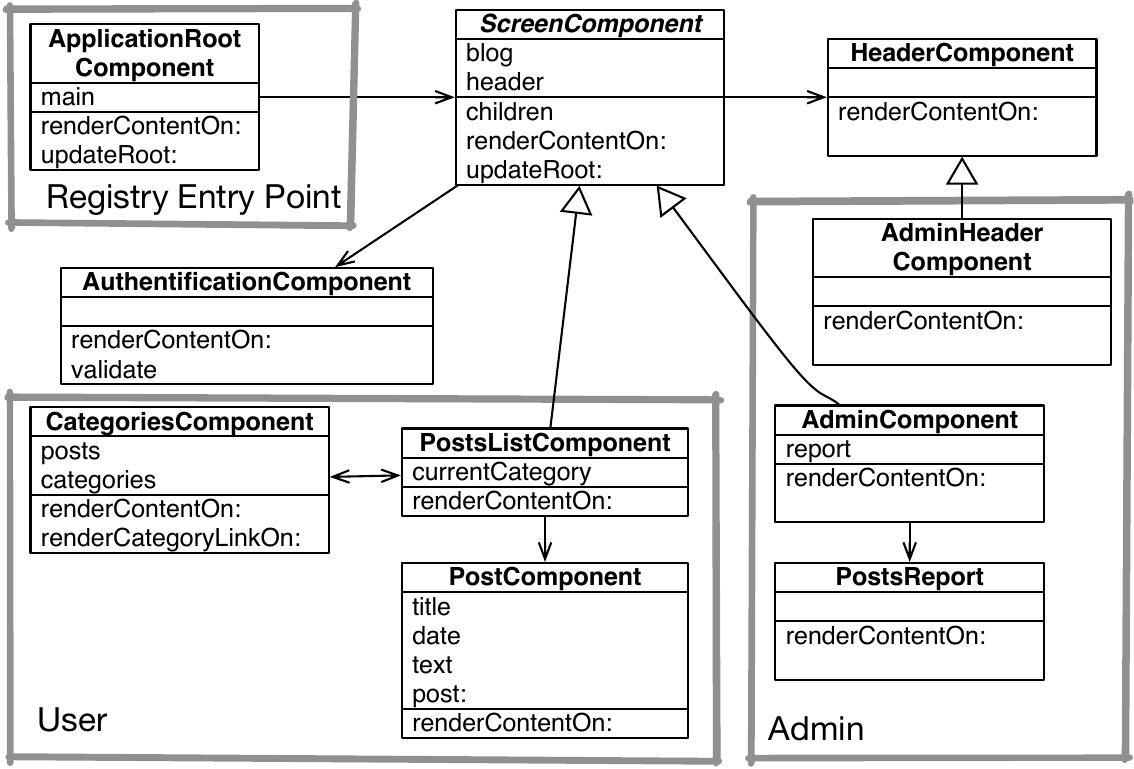 ApplicationRoot
Component
main
renderContentOn:
updateRoot:
Registry Entry Point
ScreenComponent
blog
header
children
renderContentOn:
updateRoot:
HeaderComponent
renderContentOn:
AuthentificationComponent
renderContentOn:
validate
AdminHeader
Component
renderContentOn:
CategoriesComponent
posts
categories
renderContentOn:
renderCategoryLinkOn:
PostsListComponent
currentCategory
renderContentOn:
PostComponent
title
date
text
post:
renderContentOn:
User
AdminComponent
report
renderContentOn:
PostsReport
renderContentOn:
Admin